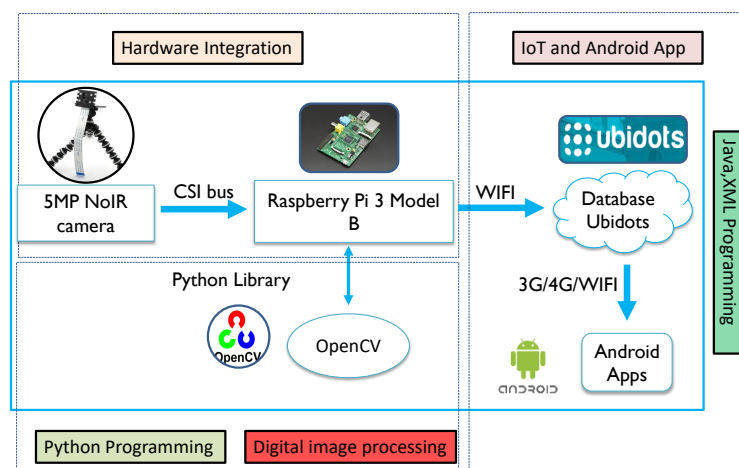 Hardware Integration
IoT and Android App
ubidots
5MP NoIR
camera
CSI bus
Raspberry Pi 3 Model
B
WIFI
Database
Ubidots
Java,XML Programming
Python Library
3G/4G/WIFI
OpenCV
OpenCV
ANDROID
Android
Apps
Python Programming
Digital image processing